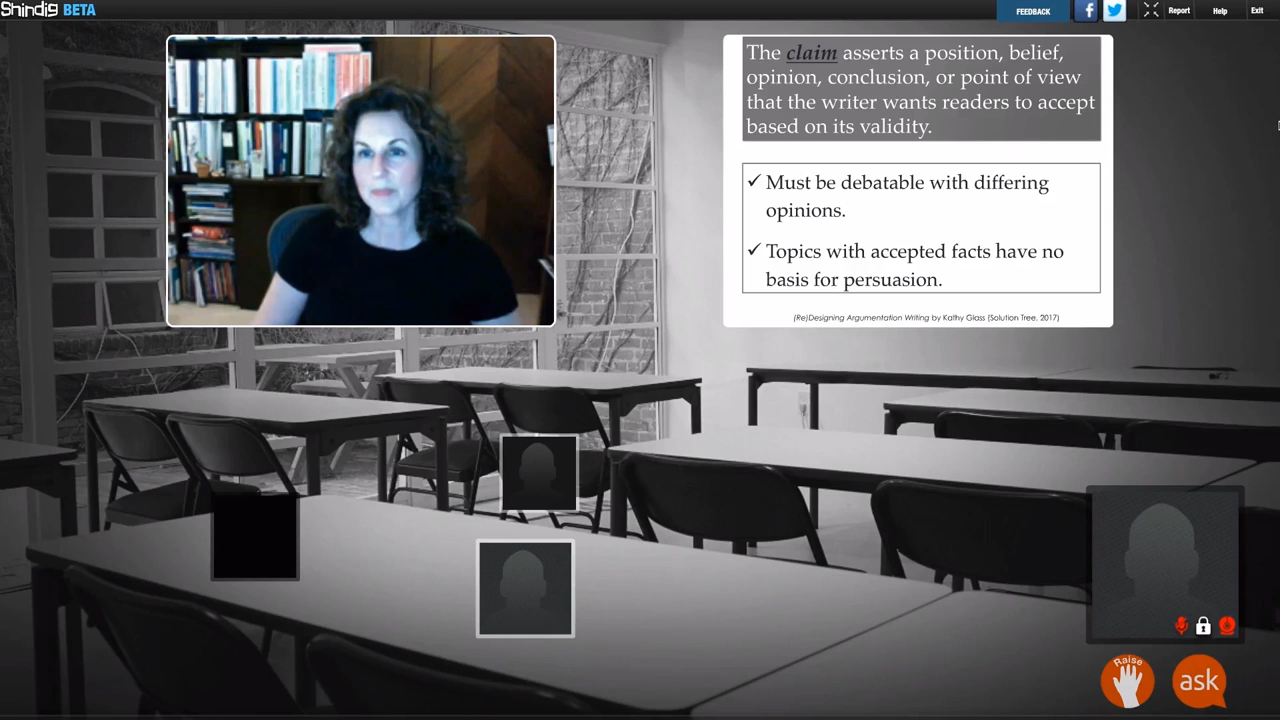 Shindig BETA
FEEDBACK
Report
Help
Exit
The claim asserts a position, belief,
opinion, conclusion, or point of view
that the writer wants readers to accept
based on its validity.
✓ Must be debatable with differing
opinions.
✓ Topics with accepted facts have no
basis for persuasion.
(Re)Designing Argumentation Writing by Kathy Glass (Solution Tree, 2017)
Raise
ask